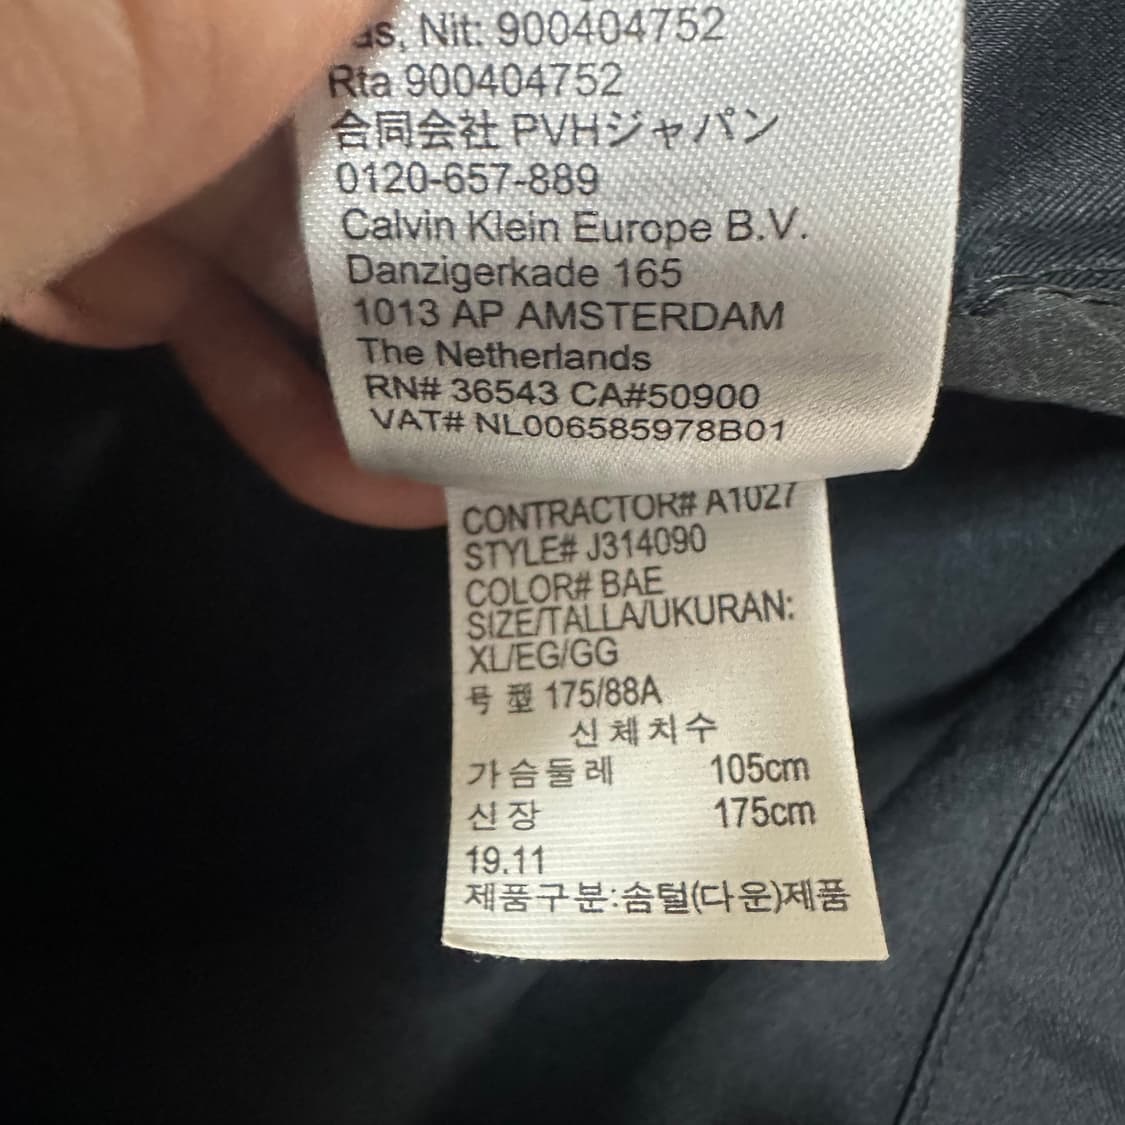 as, Nit: 900404752
Rta 900404752
合同会社 PVHジャパン
0120-657-889
Calvin Klein Europe B.V.
Danzigerkade 165
1013 AP AMSTERDAM
The Netherlands
RN# 36543 CA#50900
VAT# NL006585978B01
CONTRACTOR# A1027
STYLE# J314090
COLOR# BAE
SIZE/TALLA/UKURAN:
XL/EG/GG
号 型 175/88A
신체치수
가슴둘레 105cm
신장 175cm
19.11
제품구분:솜털(다운)제품